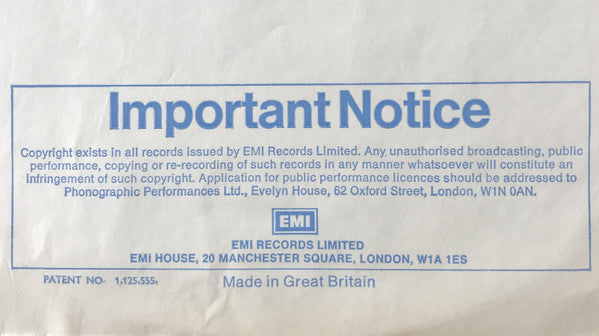 Important Notice
Copyright exists in all records issued by EMI Records Limited. Any, unauthorised broadcasting, public
performance, copying or re-recording of such records in any manner whatsoever will constitute an
infringement of such copyright. Application for public performance licences should be addressed to
Phonographic Performances Ltd., Evelyn House, 62 Oxford Street, London, W1N 0AN.
EMI
EMI RECORDS LIMITED
EMI HOUSE, 20 MANCHESTER SQUARE, LONDON, W1A 1ES
PATENT NO- 1,125,555. Made in Great Britain